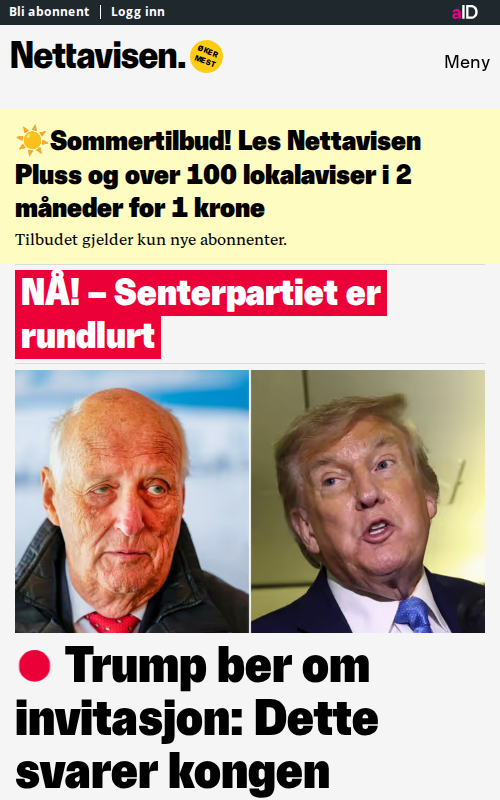 Bli abonnent | Logg inn
aID
Nettavisen.
ØKER
MEST
Meny
☀️Sommertilbud! Les Nettavisen
Pluss og over 100 lokalaviser i 2
måneder for 1 krone
Tilbudet gjelder kun nye abonnenter.
NÅ! – Senterpartiet er
rundlurt
Trump ber om
invitasjon: Dette
svarer kongen